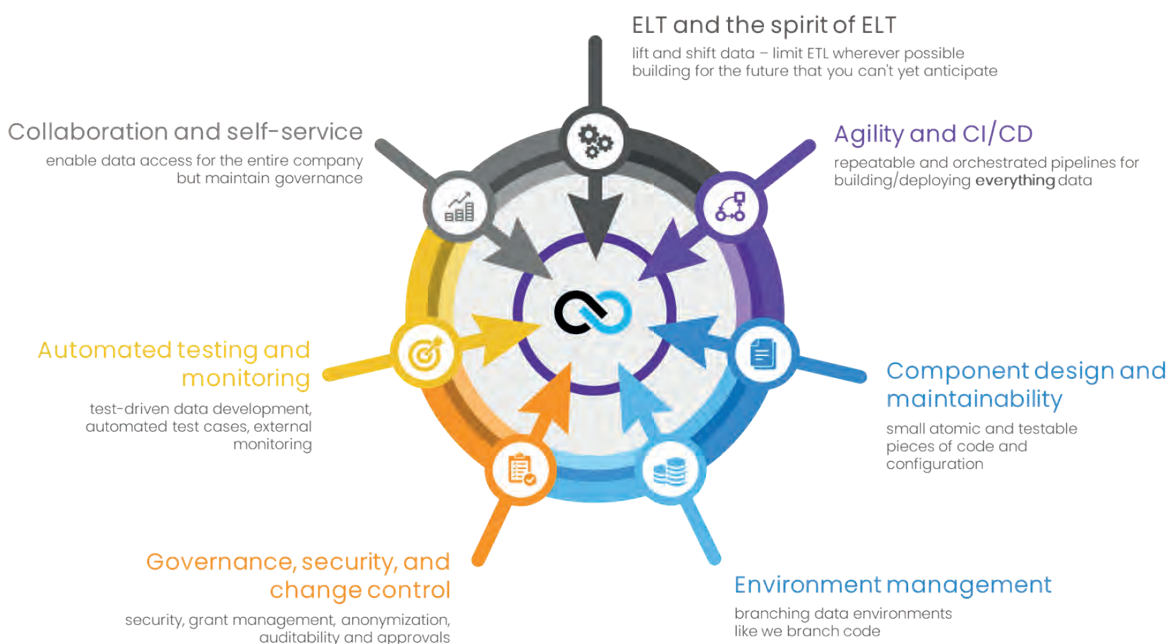 ELT and the spirit of ELT
lift and shift data – limit ETL wherever possible
building for the future that you can't yet anticipate
Collaboration and self-service
enable data access for the entire company
but maintain governance
Agility and CI/CD
repeatable and orchestrated pipelines for
building/deploying everything data
Automated testing and
monitoring
test-driven data development,
automated test cases, external
monitoring
Component design and
maintainability
small atomic and testable
pieces of code and
configuration
Governance, security, and
change control
security, grant management, anonymization,
auditability and approvals
Environment management
branching data environments
like we branch code